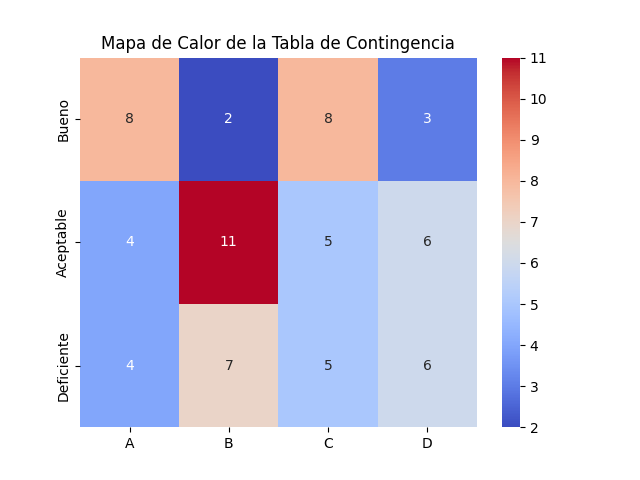 Mapa de Calor de la Tabla de Contingencia
Bueno
8 2 8 3
Aceptable
4 11 5 6
Deficiente
4 7 5 6
A B C D
11
10
9
8
7
6
5
4
3
2